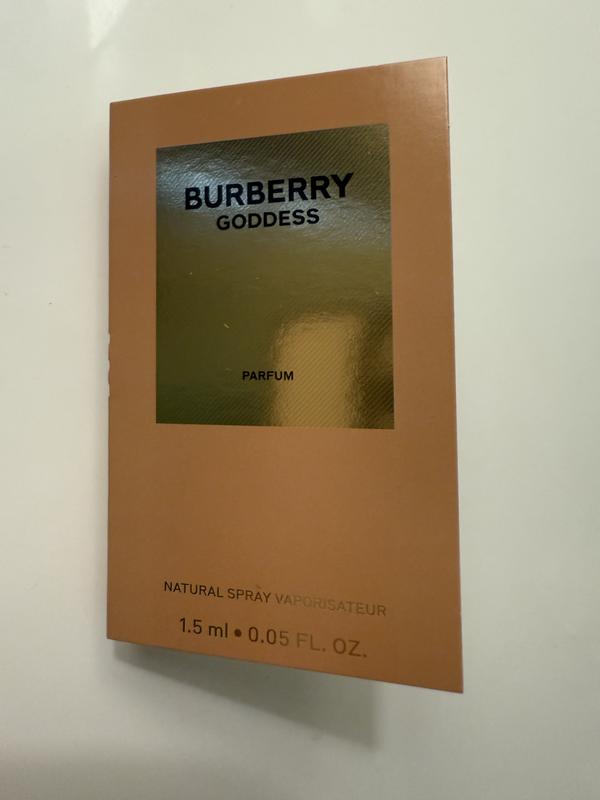 BURBERRY
GODDESS
PARFUM
NATURAL SPRAY VAPORISATEUR
1.5 ml • 0.05 FL. OZ.